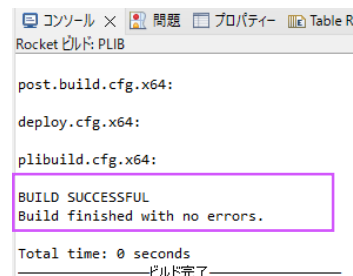 コンソール × 問題 プロパティー Table R
Rocket ビルド: PLIB
post.build.cfg.x64:
deploy.cfg.x64:
plibuild.cfg.x64:
BUILD SUCCESSFUL
Build finished with no errors.
Total time: 0 seconds
ビルド完了